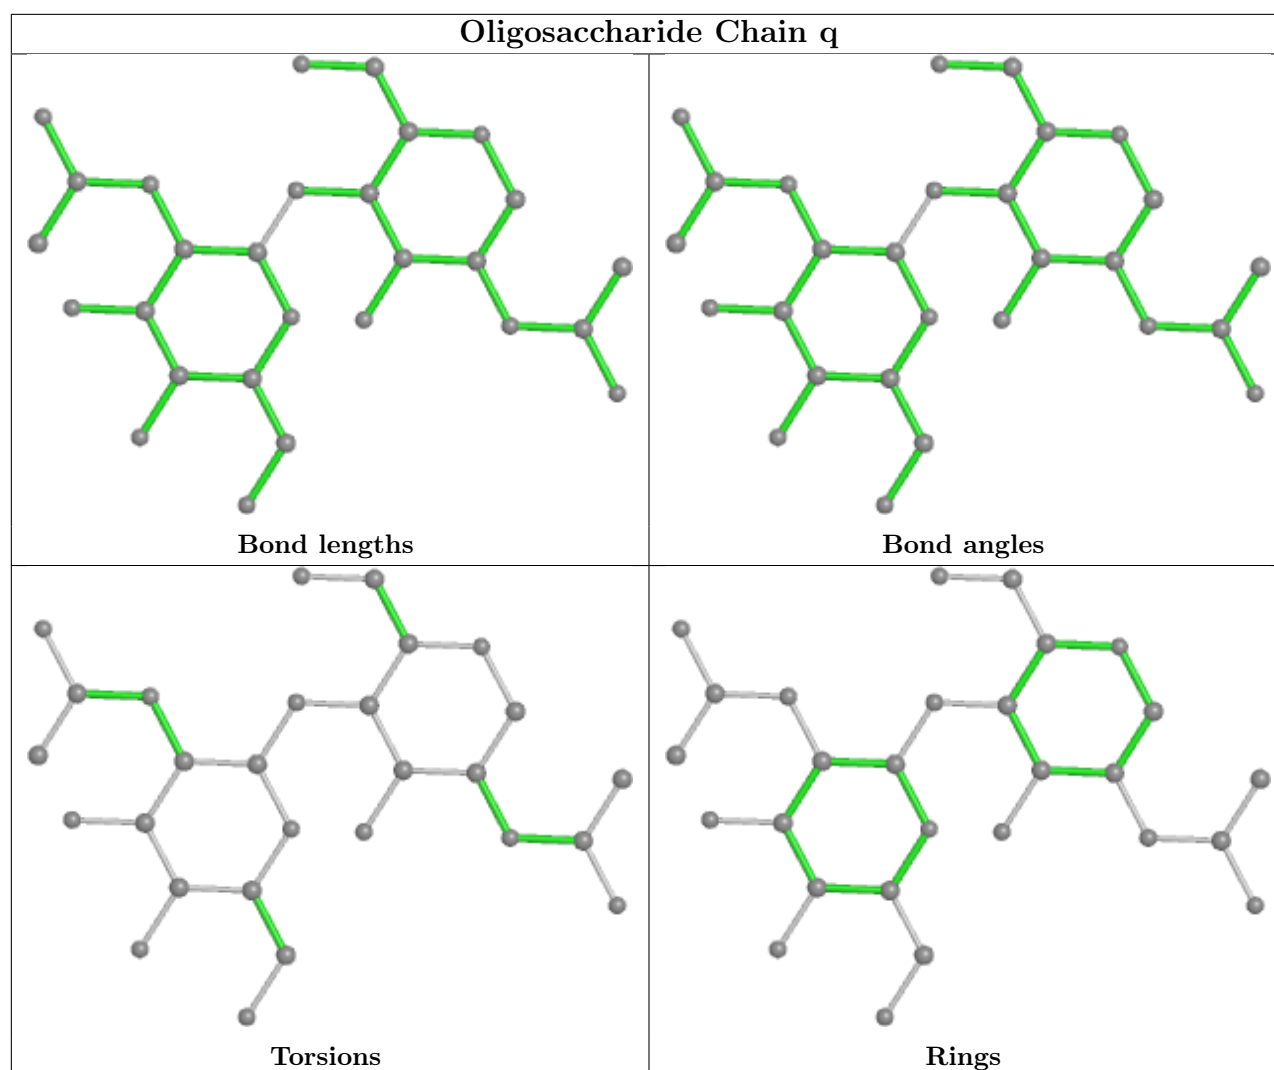 Oligosaccharide Chain q
Bond lengths
Bond angles
Torsions
Rings